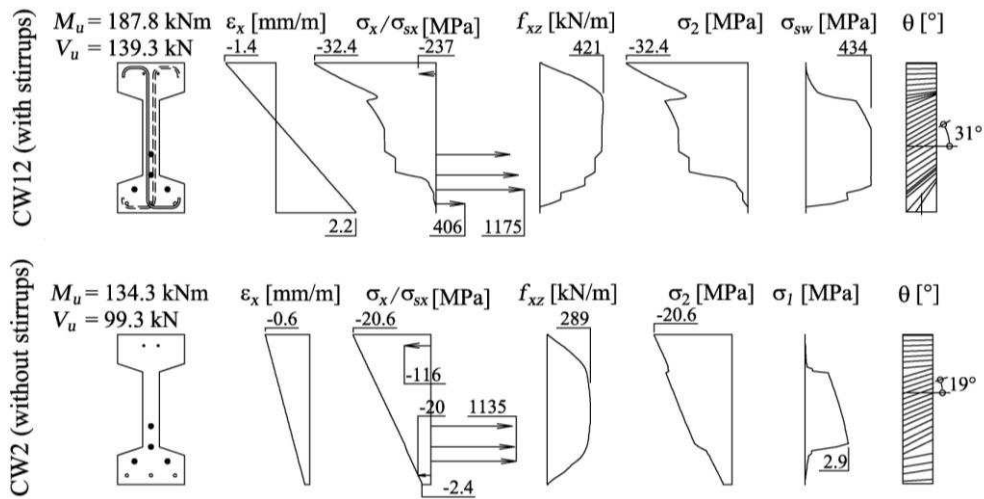 CW12 (with stirrups)
M_u = 187.8 kNm
V_u = 139.3 kN
ε_x [mm/m]
-1.4
2.2
σ_x/σ_sx [MPa]
-32.4
-237
406
1175
f_xz [kN/m]
421
σ_2 [MPa]
-32.4
σ_sw [MPa]
434
θ [°]
31°
CW2 (without stirrups)
M_u = 134.3 kNm
V_u = 99.3 kN
ε_x [mm/m]
-0.6
σ_x/σ_sx [MPa]
-20.6
-116
-20
1135
-2.4
f_xz [kN/m]
289
σ_2 [MPa]
-20.6
σ_1 [MPa]
2.9
θ [°]
19°